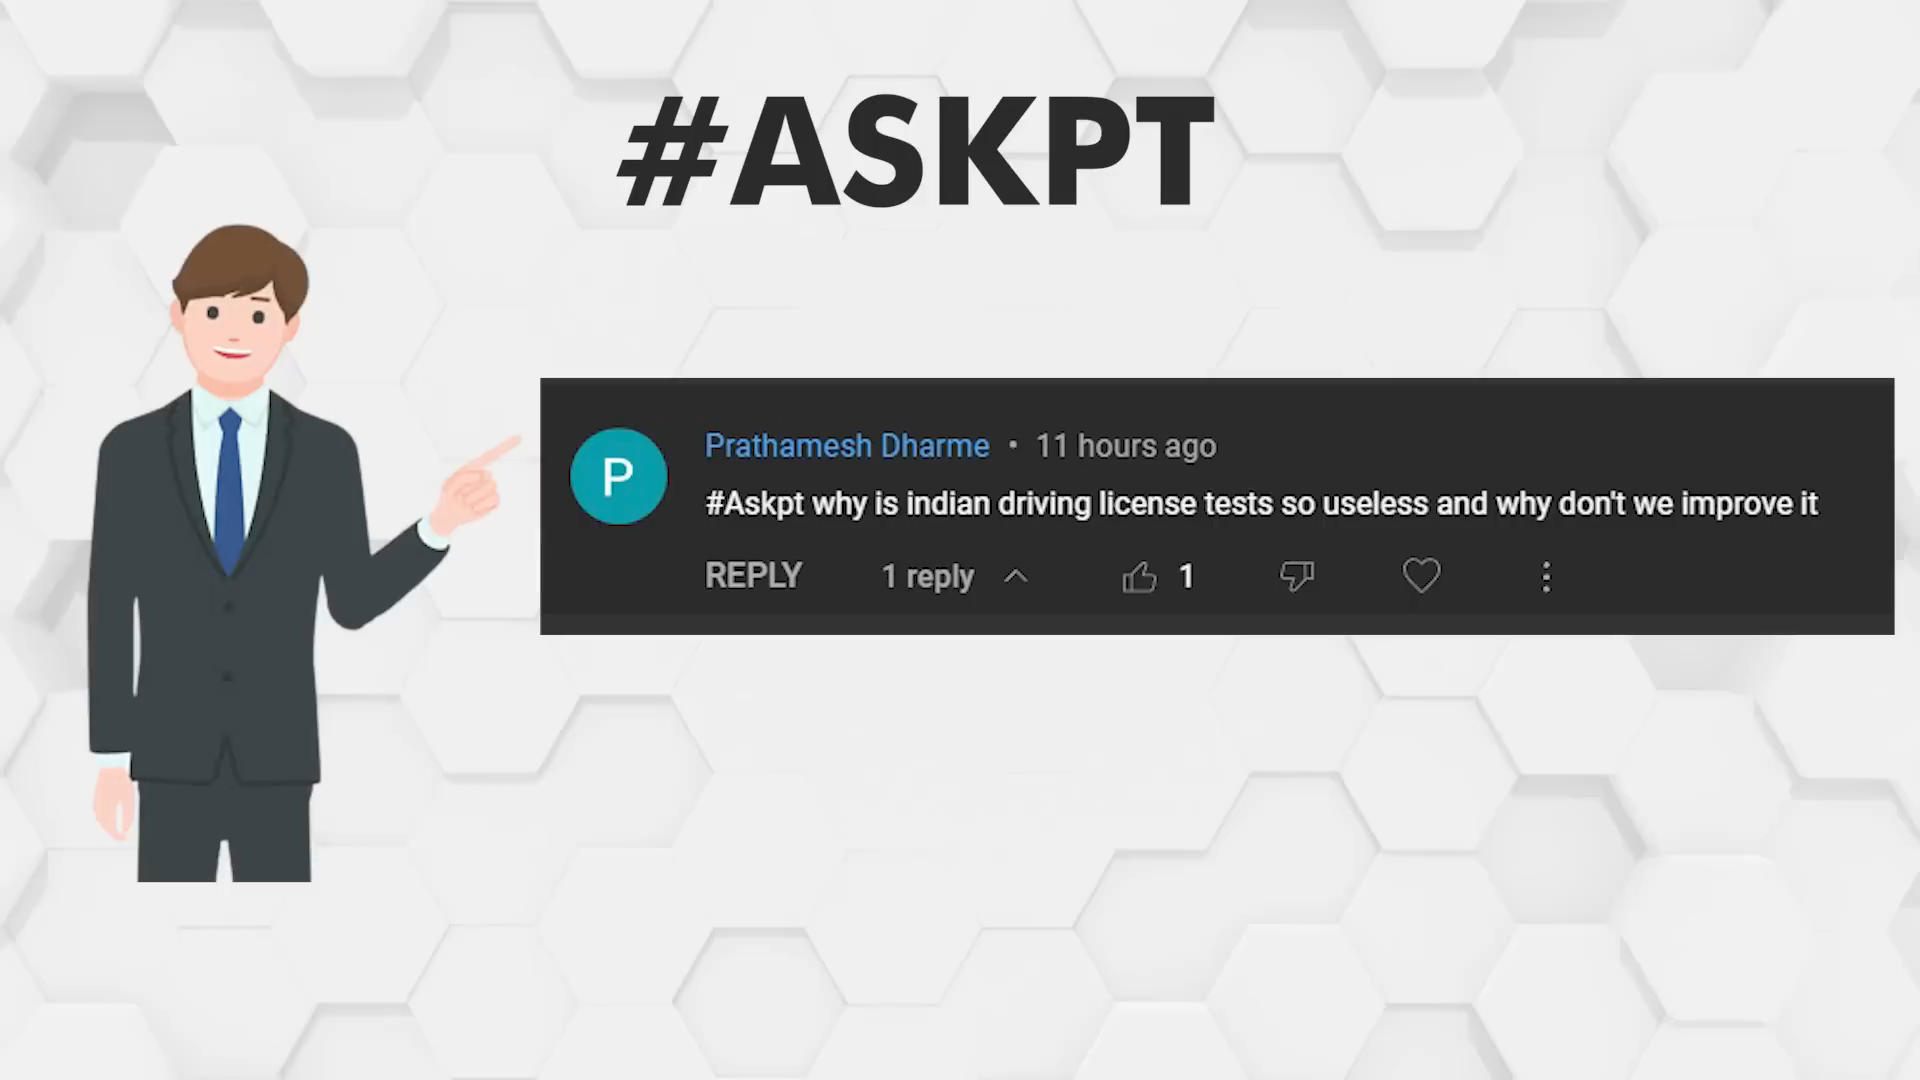 #ASKPT
P
Prathamesh Dharme • 11 hours ago
#Askpt why is indian driving license tests so useless and why don't we improve it
REPLY 1 reply 1